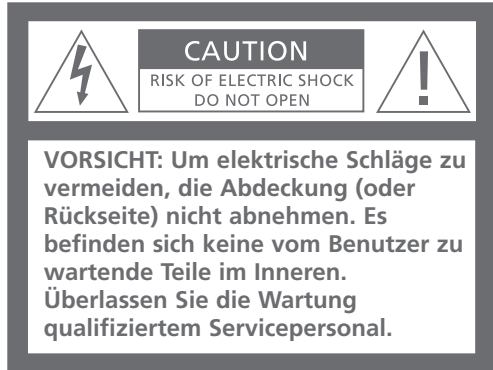 CAUTION
RISK OF ELECTRIC SHOCK
DO NOT OPEN
VORSICHT: Um elektrische Schläge zu
vermeiden, die Abdeckung (oder
Rückseite) nicht abnehmen. Es
befinden sich keine vom Benutzer zu
wartende Teile im Inneren.
Überlassen Sie die Wartung
qualifiziertem Servicepersonal.